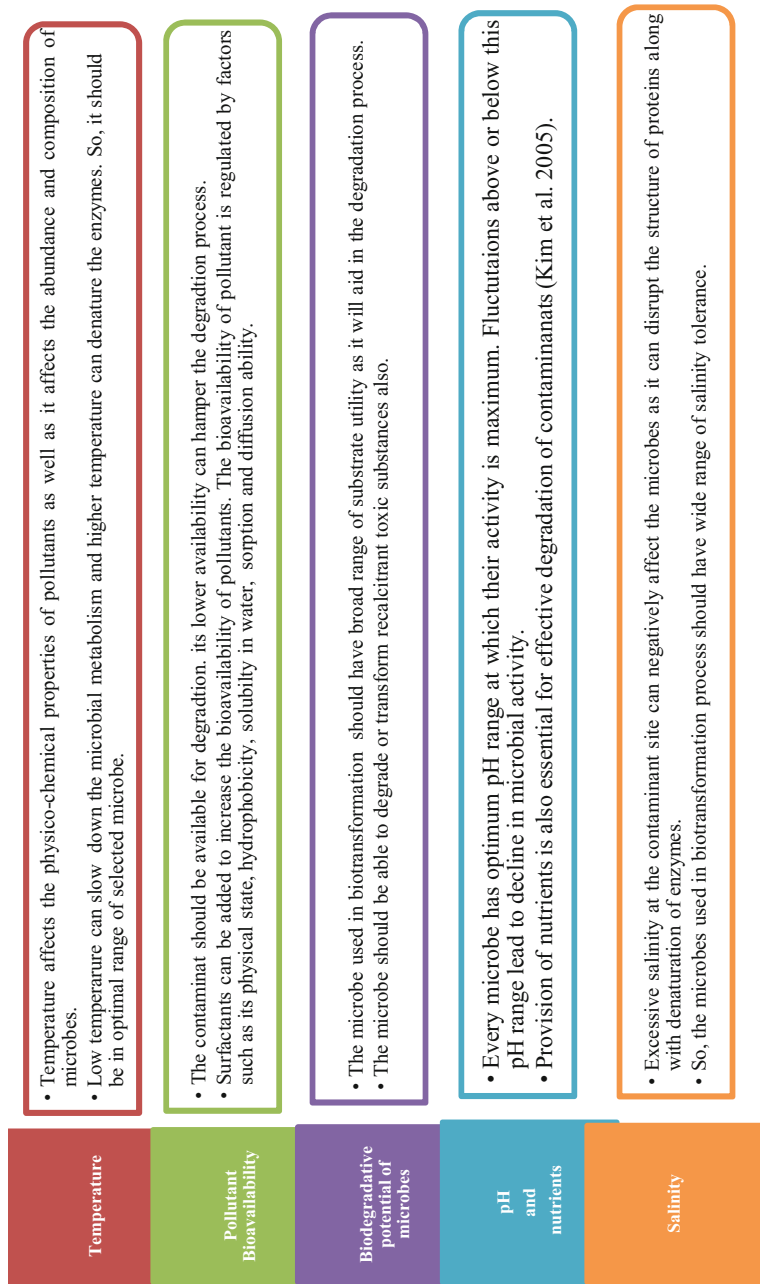 Temperature
• Temperature affects the physico-chemical properties of pollutants as well as it affects the abundance and composition of
microbes.
• Low temperarure can slow down the microbial metabolism and higher temperature can denature the enzymes. So, it should
be in optimal range of selected microbe.
Pollutant
Bioavailability
• The contaminat should be available for degradtion. its lower availability can hamper the degradtion process.
• Surfactants can be added to increase the bioavailability of pollutants. The bioavailability of pollutant is regulated by factors
such as its physical state, hydrophobicity, solubilty in water, sorption and diffusion ability.
Biodegradative
potential of
microbes
• The microbe used in biotransformation should have broad range of substrate utility as it will aid in the degradation process.
• The microbe should be able to degrade or transform recalcitrant toxic substances also.
pH
and
nutrients
• Every microbe has optimum pH range at which their activity is maximum. Fluctutaions above or below this
pH range lead to decline in microbial activity.
• Provision of nutrients is also essential for effective degradation of contaminanats (Kim et al. 2005).
Salinity
• Excessive salinity at the contaminant site can negatively affect the microbes as it can disrupt the structure of proteins along
with denaturation of enzymes.
• So, the microbes used in biotransformation process should have wide range of salinity tolerance.